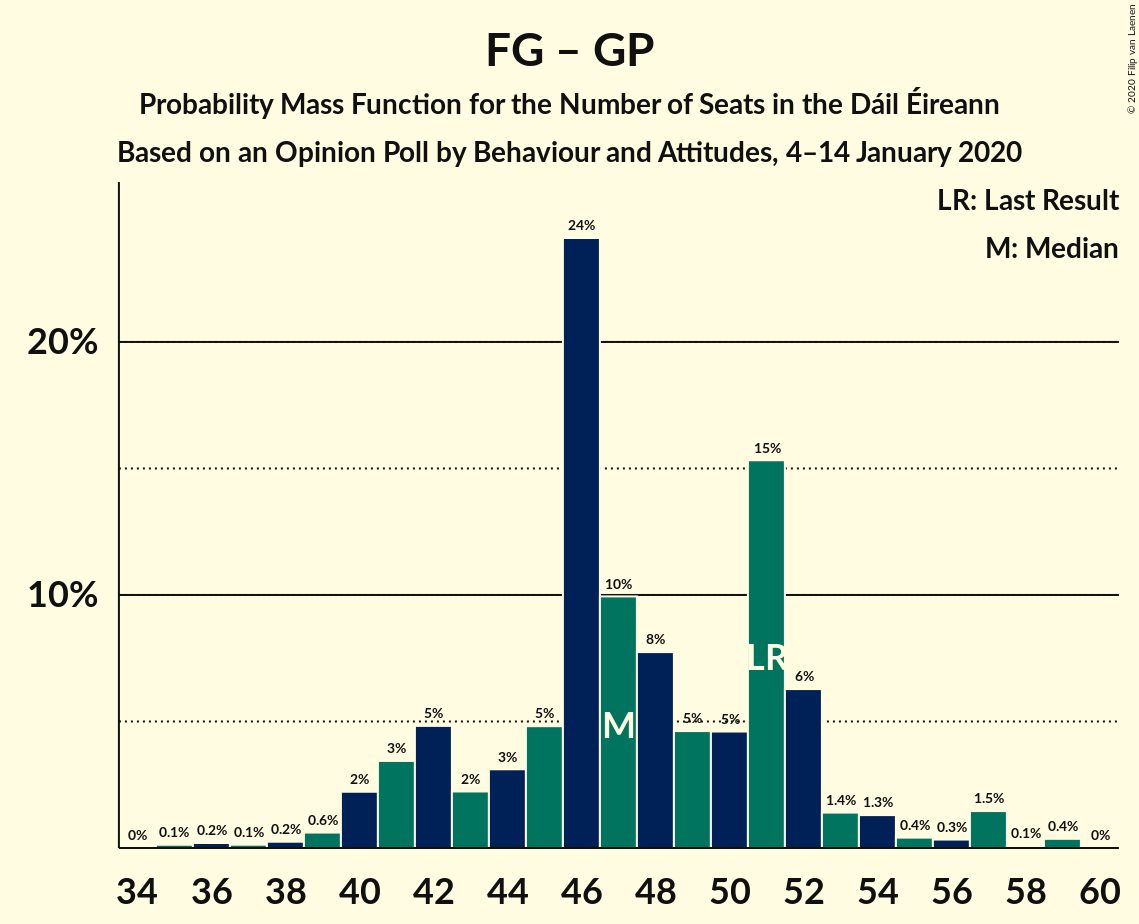 FG – GP
Probability Mass Function for the Number of Seats in the Dáil Éireann
Based on an Opinion Poll by Behaviour and Attitudes, 4–14 January 2020
© 2020 Filip van Laenen
LR: Last Result
M: Median
20%
10%
0% 0.1% 0.2% 0.1% 0.2% 0.6% 2% 3% 5% 2% 3% 5% 24% 10% 8% 5% 5% 15% 6% 1.4% 1.3% 0.4% 0.3% 1.5% 0.1% 0.4% 0%
M
LR
34 36 38 40 42 44 46 48 50 52 54 56 58 60